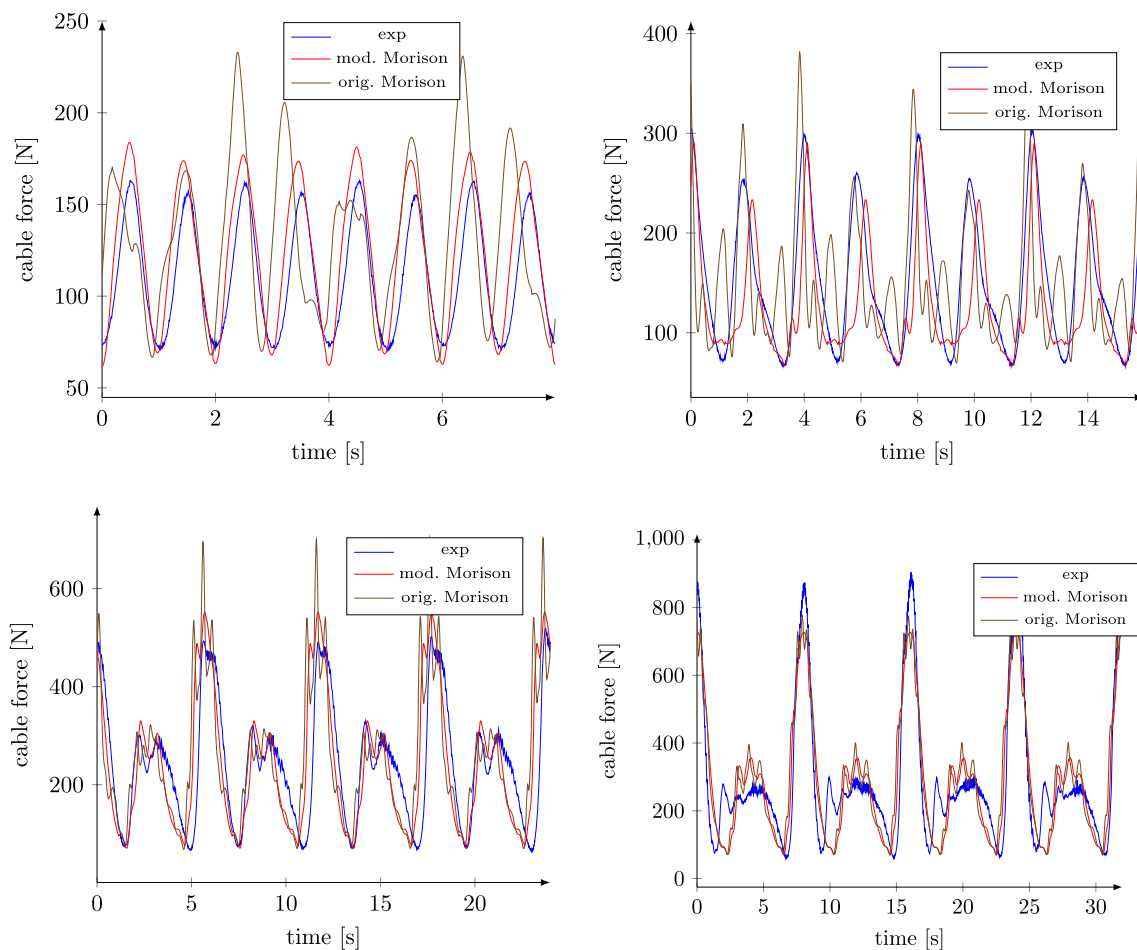 250
200
150
100
50
cable force [N]
exp
mod. Morison
orig. Morison
0
2
4
6
time [s]
400
300
200
100
cable force [N]
exp
mod. Morison
orig. Morison
0
2
4
6
8
10
12
14
time [s]
600
400
200
cable force [N]
exp
mod. Morison
orig. Morison
0
5
10
15
20
time [s]
1,000
800
600
400
200
0
cable force [N]
exp
mod. Morison
orig. Morison
0
5
10
15
20
25
30
time [s]